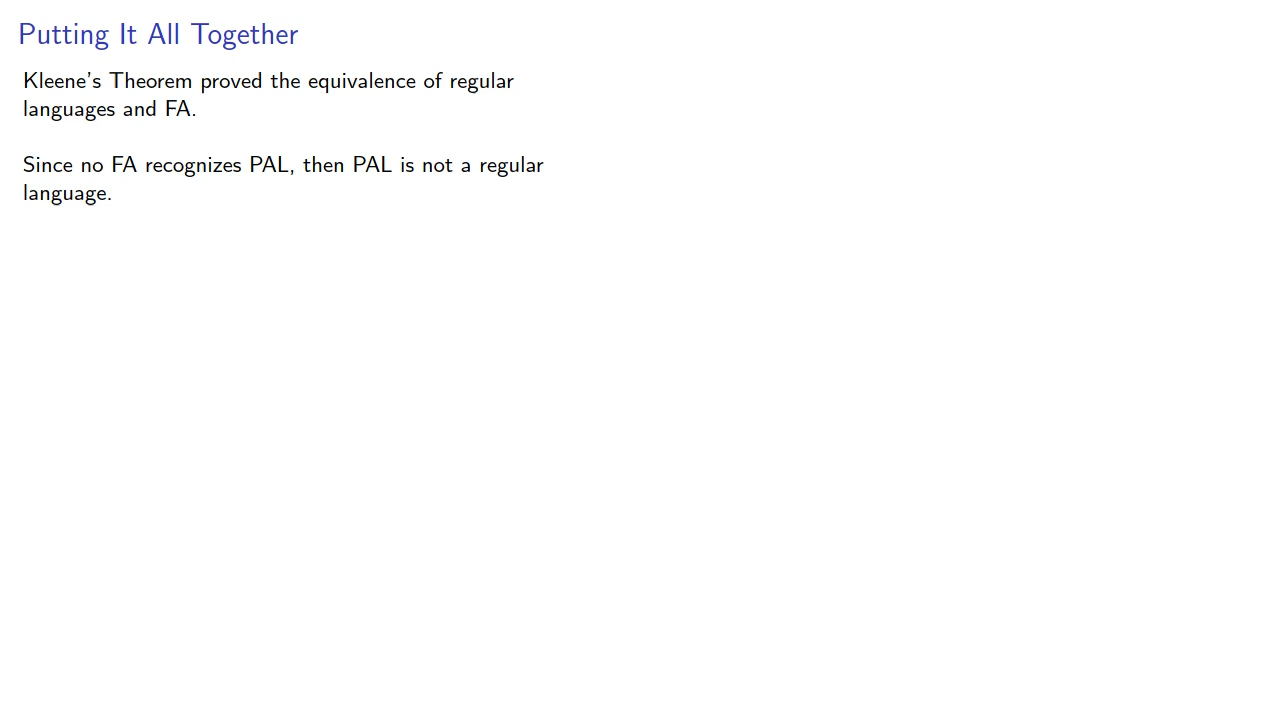 Putting It All Together
Kleene's Theorem proved the equivalence of regular
languages and FA.
Since no FA recognizes PAL, then PAL is not a regular
language.